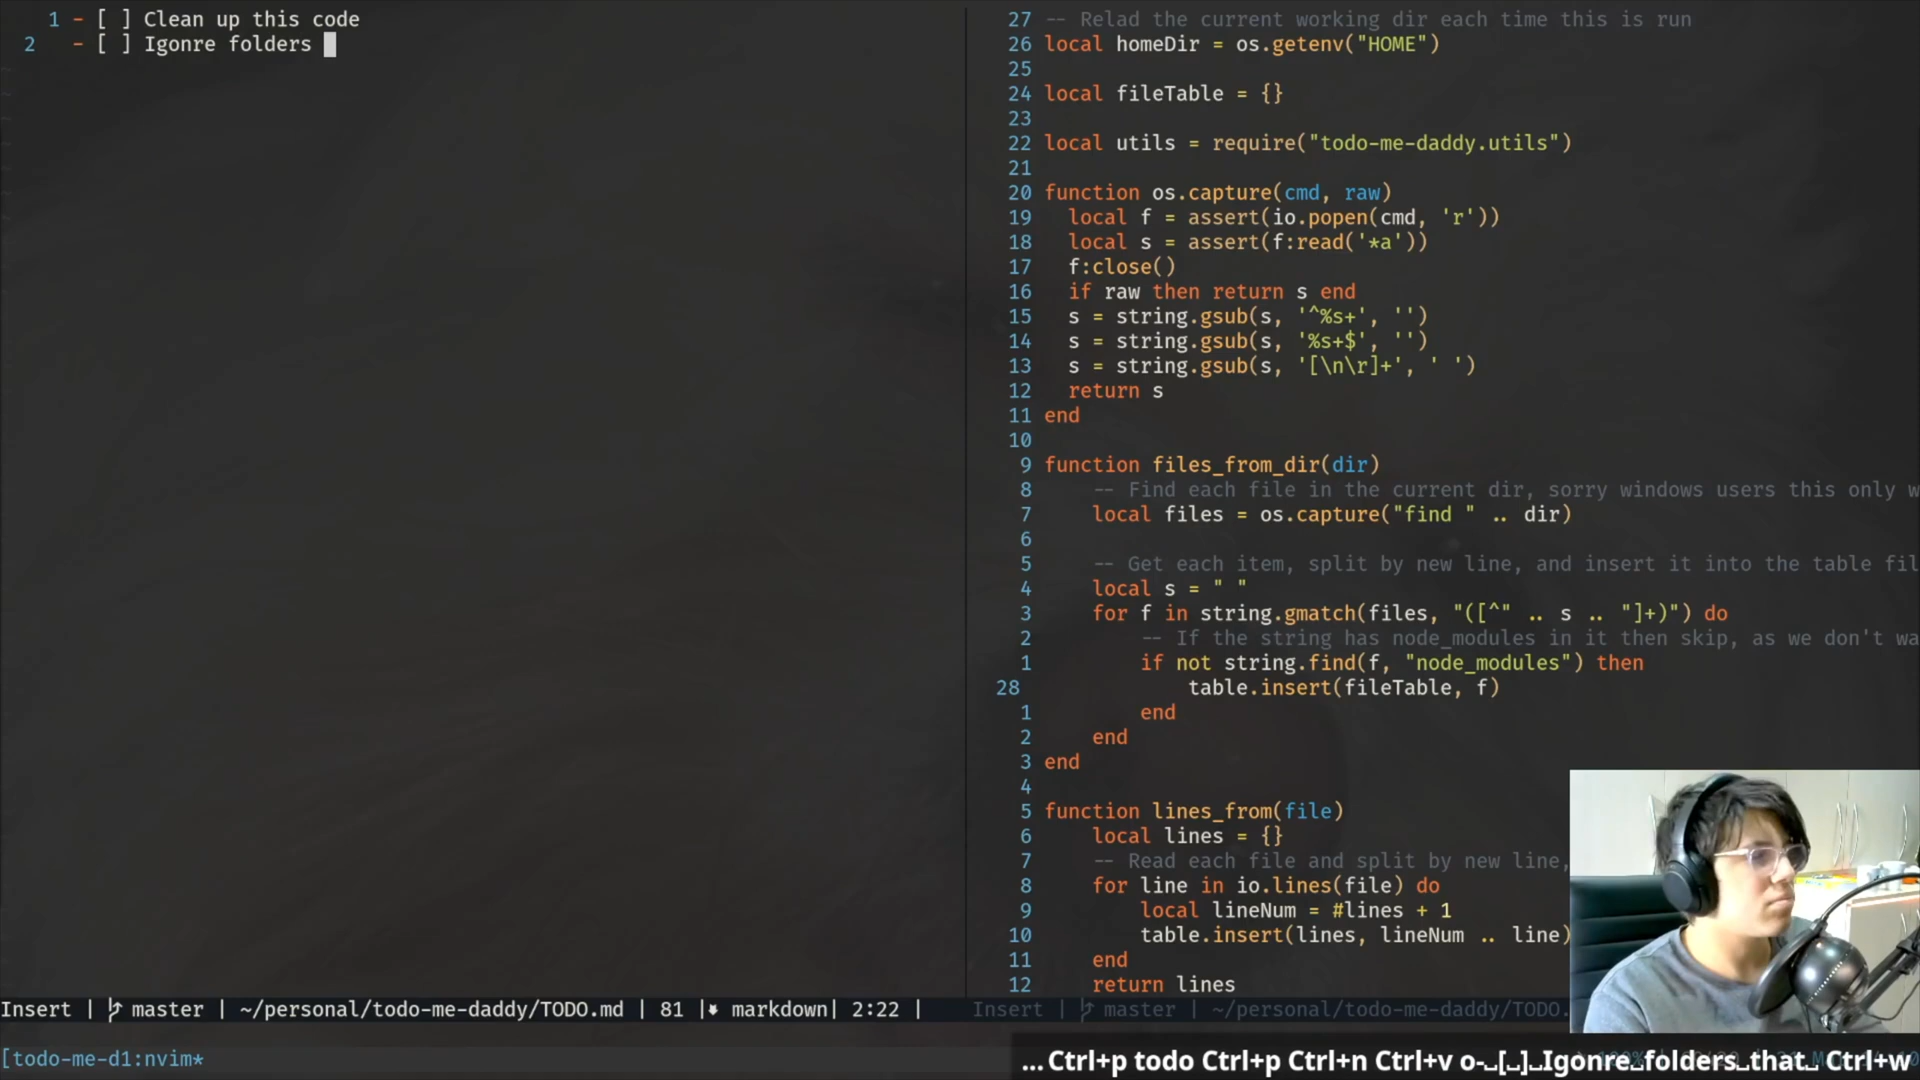 1 - [ ] Clean up this code
2 - [ ] Igonre folders
27 -- Relad the current working dir each time this is run
26 local homeDir = os.getenv("HOME")
25
24 local fileTable = {}
23
22 local utils = require("todo-me-daddy.utils")
21
20 function os.capture(cmd, raw)
19 local f = assert(io.popen(cmd, 'r'))
18 local s = assert(f:read('*a'))
17 f:close()
16 if raw then return s end
15 s = string.gsub(s, '^%s+', '')
14 s = string.gsub(s, '%s+$', '')
13 s = string.gsub(s, '[\n\r]+', ' ')
12 return s
11 end
10
9 function files_from_dir(dir)
8 -- Find each file in the current dir, sorry windows users this only w
7 local files = os.capture("find " .. dir)
6
5 -- Get each item, split by new line, and insert it into the table fil
4 local s = " "
3 for f in string.gmatch(files, "([^" .. s .. "]+)") do
2 -- If the string has node_modules in it then skip, as we don't wa
1 if not string.find(f, "node_modules") then
28 table.insert(fileTable, f)
1 end
2 end
3 end
4
5 function lines_from(file)
6 local lines = {}
7 -- Read each file and split by new line,
8 for line in io.lines(file) do
9 local lineNum = #lines + 1
10 table.insert(lines, lineNum .. line)
11 end
12 return lines
Insert | master | ~/personal/todo-me-daddy/TODO.md | 81 | markdown| 2:22 |
Insert | master | ~/personal/todo-me-daddy/TODO.
[todo-me-d1:nvim*
... Ctrl+p todo Ctrl+p Ctrl+n Ctrl+v o-␣[␣]␣Igonre␣folders␣that␣ Ctrl+w